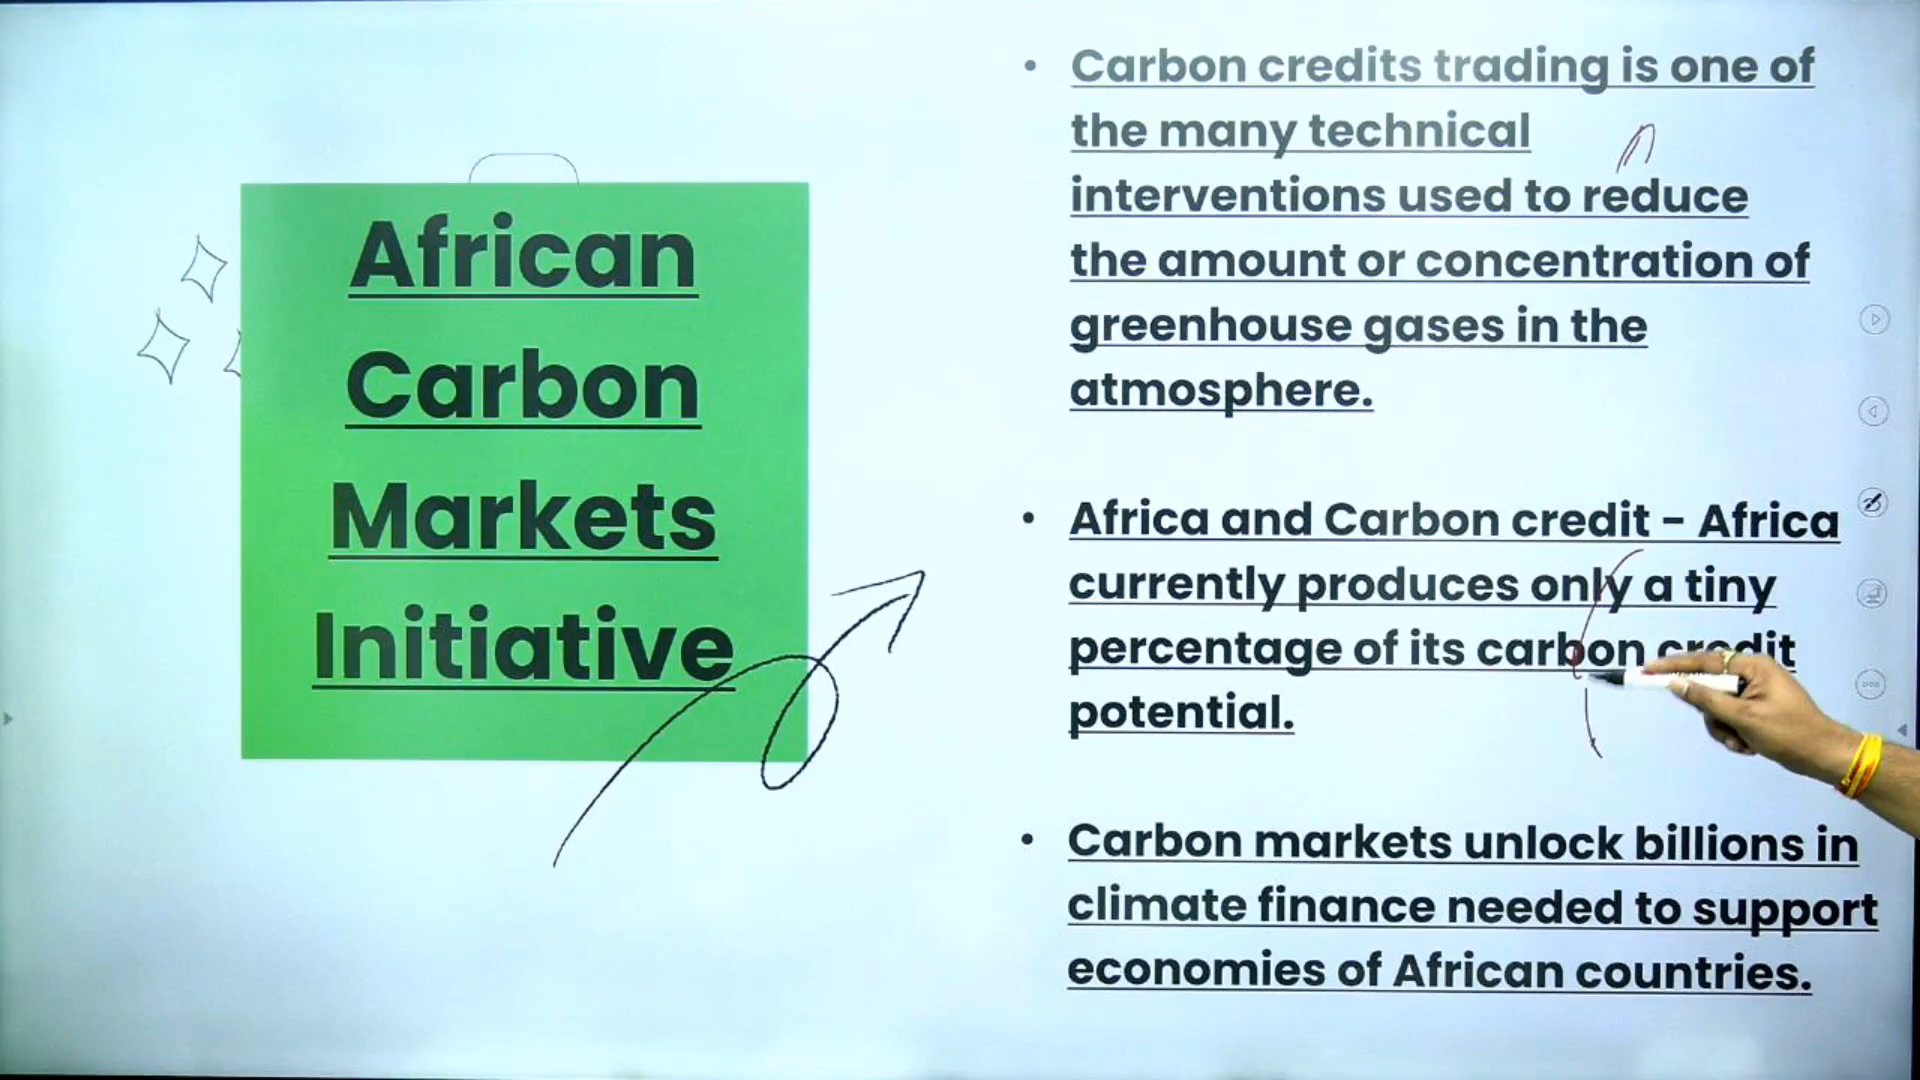 African
Carbon
Markets
Initiative
• Carbon credits trading is one of
the many technical
interventions used to reduce
the amount or concentration of
greenhouse gases in the
atmosphere.
• Africa and Carbon credit - Africa
currently produces only a tiny
percentage of its carbon credit
potential.
• Carbon markets unlock billions in
climate finance needed to support
economies of African countries.